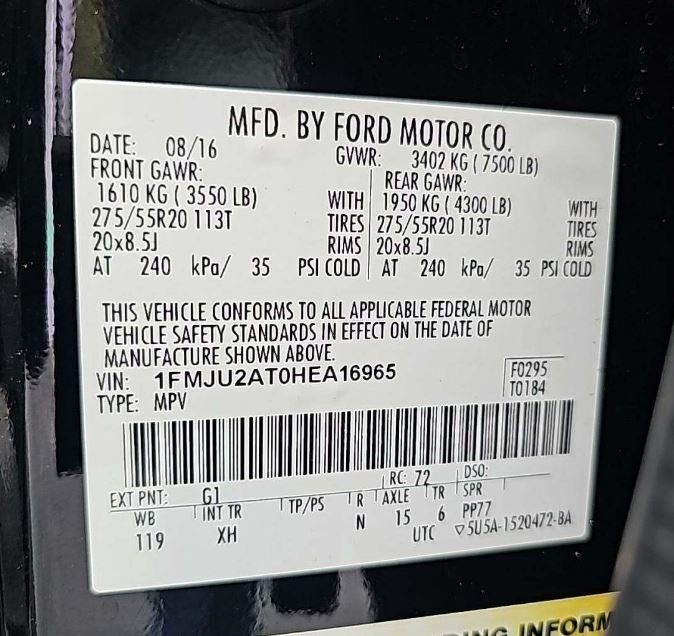 MFD. BY FORD MOTOR CO.
DATE: 08/16
GVWR: 3402 KG ( 7500 LB)
FRONT GAWR:
REAR GAWR:
1610 KG ( 3550 LB) WITH
1950 KG ( 4300 LB) WITH
275/55R20 113T TIRES
275/55R20 113T TIRES
20x8.5J RIMS
20x8.5J RIMS
AT 240 kPa/ 35 PSI COLD
AT 240 kPa/ 35 PSI COLD
THIS VEHICLE CONFORMS TO ALL APPLICABLE FEDERAL MOTOR
VEHICLE SAFETY STANDARDS IN EFFECT ON THE DATE OF
MANUFACTURE SHOWN ABOVE.
VIN: 1FMJU2AT0HEA16965
TYPE: MPV
F0295
T0184
EXT PNT: G1 RC: 72 DSO:
WB INT TR TP/PS R AXLE TR SPR
119 XH N 15 6 PP77
UTC ▽5U5A-1520472-BA
INFORM